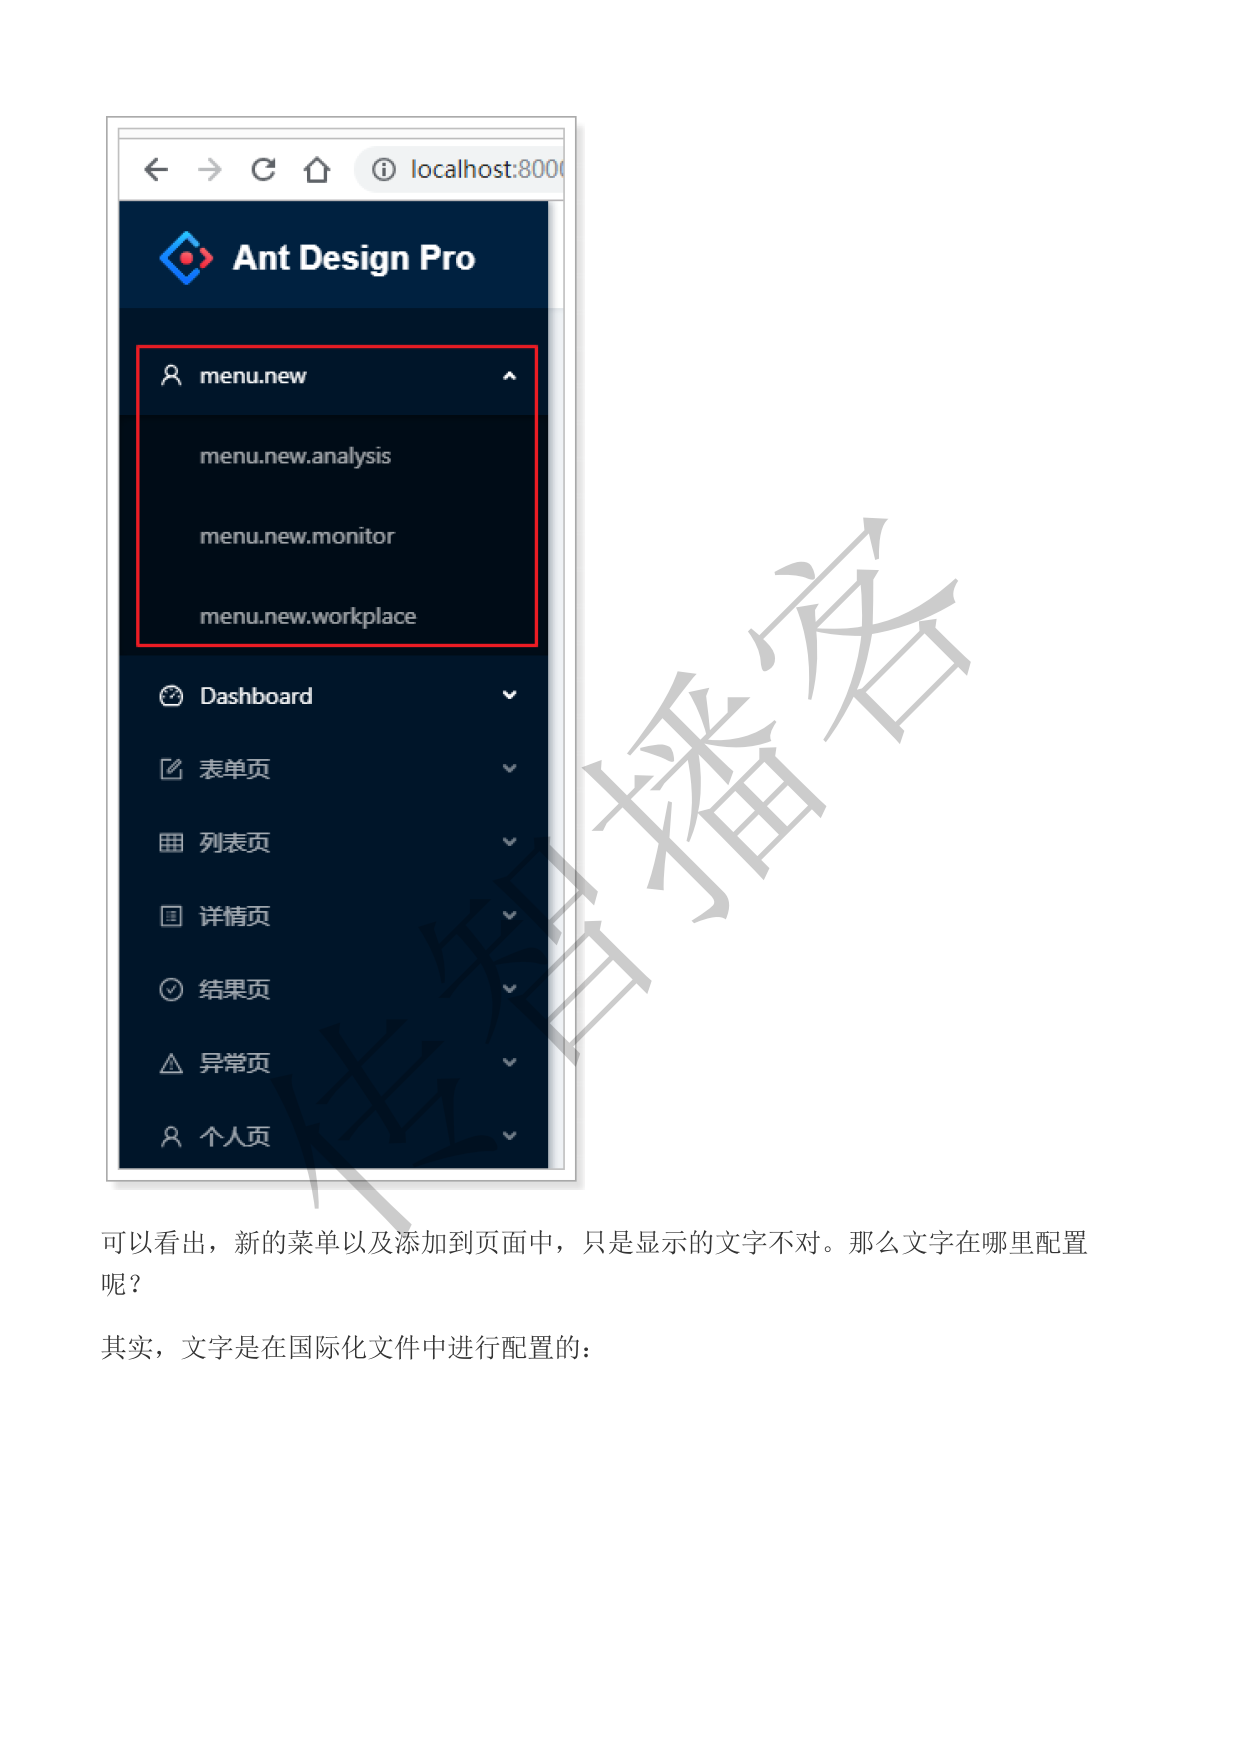 localhost:800
Ant Design Pro
menu.new
menu.new.analysis
menu.new.monitor
menu.new.workplace
Dashboard
表单页
列表页
详情页
结果页
异常页
个人页
传智播客
可以看出，新的菜单以及添加到页面中，只是显示的文字不对。那么文字在哪里配置
呢？
其实，文字是在国际化文件中进行配置的：